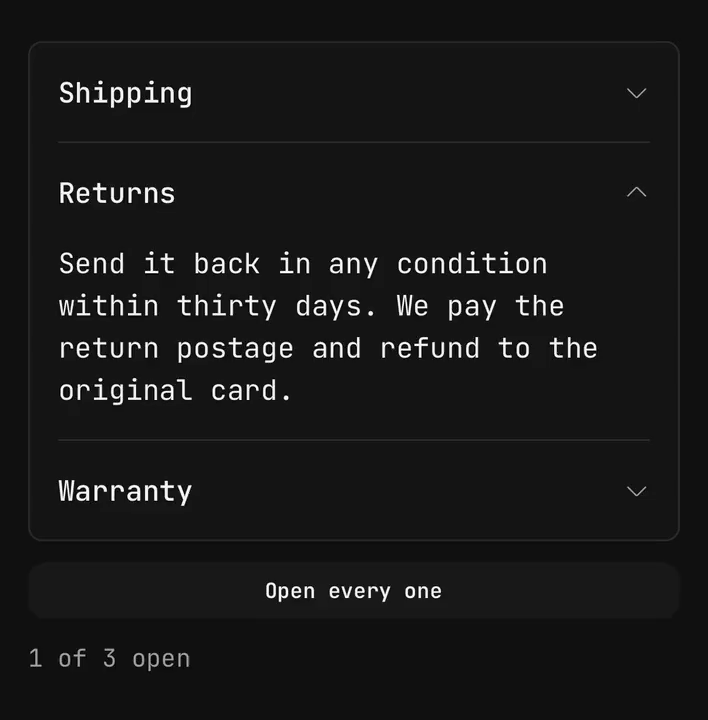 Shipping
Returns
Send it back in any condition
within thirty days. We pay the
return postage and refund to the
original card.
Warranty
Open every one
1 of 3 open